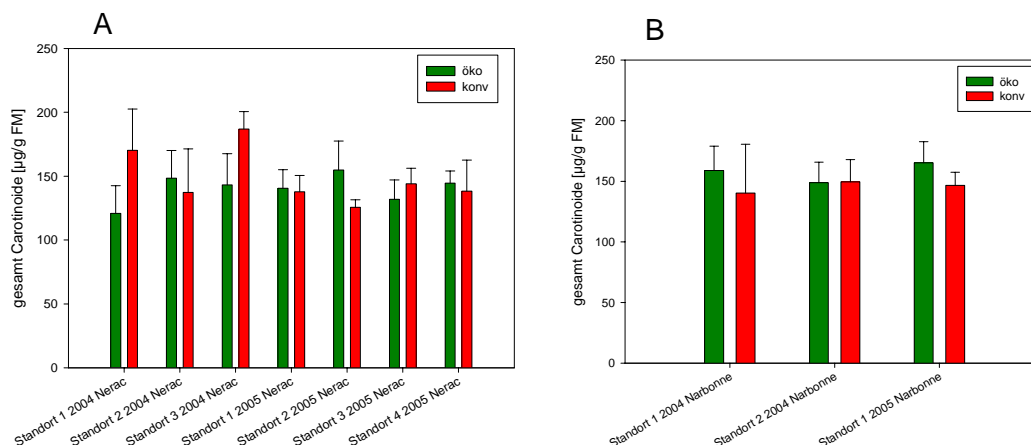 A
gesamt Carotinoide [µg/g FM]
250
200
150
100
50
0
öko
konv
Standort 1 2004 Nerac
Standort 2 2004 Nerac
Standort 3 2004 Nerac
Standort 1 2005 Nerac
Standort 2 2005 Nerac
Standort 3 2005 Nerac
Standort 4 2005 Nerac
B
gesamt Carotinoide [µg/g FM]
250
200
150
100
50
0
öko
konv
Standort 1 2004 Narbonne
Standort 2 2004 Narbonne
Standort 1 2005 Narbonne